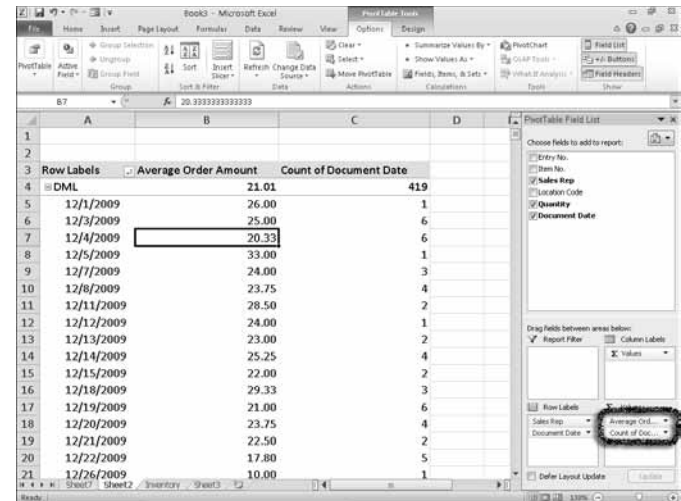 Book3 - Microsoft Excel
PivotTable Tools
File Home Insert Page Layout Formulas Data Review View Options Design
PivotTable
Active Field
Group Selection
Ungroup
Group Field
Group
Sort
Insert Slicer
Sort & Filter
Refresh
Change Data Source
Data
Clear
Select
Move PivotTable
Actions
Summarize Values By
Show Values As
Fields, Items, & Sets
Calculations
PivotChart
OLAP Tools
What-If Analysis
Tools
Field List
+/- Buttons
Field Headers
Show
B7 fx 20.3333333333333
A B C D
1
2
3 Row Labels Average Order Amount Count of Document Date
4 DML 21.01 419
5 12/1/2009 26.00 1
6 12/3/2009 25.00 6
7 12/4/2009 20.33 6
8 12/5/2009 33.00 1
9 12/7/2009 24.00 3
10 12/8/2009 23.75 4
11 12/11/2009 28.50 2
12 12/12/2009 24.00 1
13 12/13/2009 23.00 2
14 12/14/2009 25.25 4
15 12/15/2009 22.00 2
16 12/18/2009 29.33 3
17 12/19/2009 21.00 6
18 12/20/2009 23.75 4
19 12/21/2009 22.50 2
20 12/22/2009 17.80 5
21 12/26/2009 10.00 1
Sheet7 Sheet2 Inventory Sheet3
Ready
130%
PivotTable Field List
Choose fields to add to report:
Entry No.
Item No.
Sales Rep
Location Code
Quantity
Document Date
Drag fields between areas below:
Report Filter Column Labels
Σ Values
Row Labels Σ Values
Sales Rep Average Ord...
Document Date Count of Doc...
Defer Layout Update Update